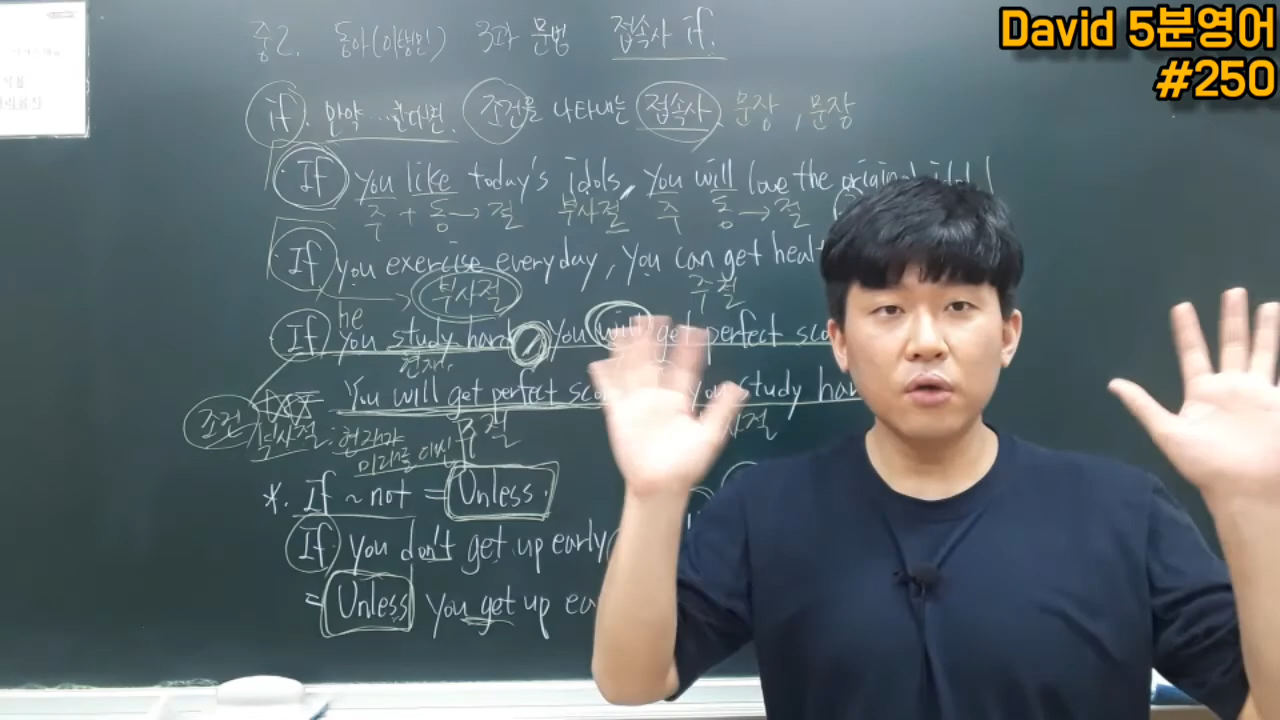 David 5분영어
#250
중2. 동아(이병민) 3과 문법 접속사 if.
if. 만약 ...한다면. 조건을 나타내는 접속사 문장, 문장
If you like today's idols, you will love the original idol!
주 + 동 → 절 부사절 주 동 → 절
If you exercise everyday, you can get healt
부사절 주절
he
If you study hard, you will get perfect sco
현재.
You will get perfect sco you study har
조건 부사절: 현재가 미래를 대신 주절 사절
*. If ~ not = Unless.
If you don't get up early
= Unless you get up ea